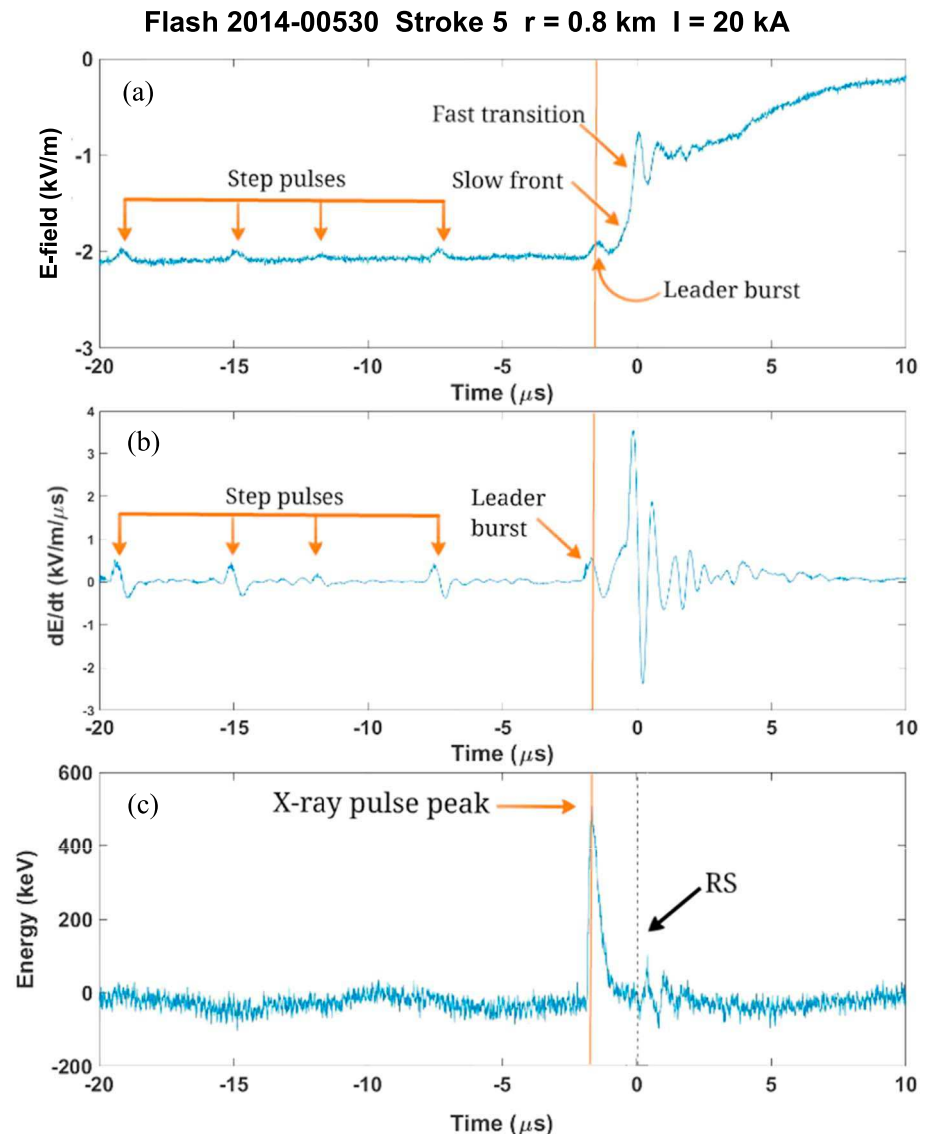 Flash 2014-00530 Stroke 5 r = 0.8 km I = 20 kA
(a)
E-field (kV/m)
0
-1
-2
-3
Step pulses
Fast transition
Slow front
Leader burst
-20 -15 -10 -5 0 5 10
Time (μs)
(b)
dE/dt (kV/m/μs)
4
3
2
1
0
-1
-2
-3
Step pulses
Leader
burst
-20 -15 -10 -5 0 5 10
Time (μs)
(c)
Energy (keV)
600
400
200
0
-200
X-ray pulse peak
RS
-20 -15 -10 -5 0 5 10
Time (μs)